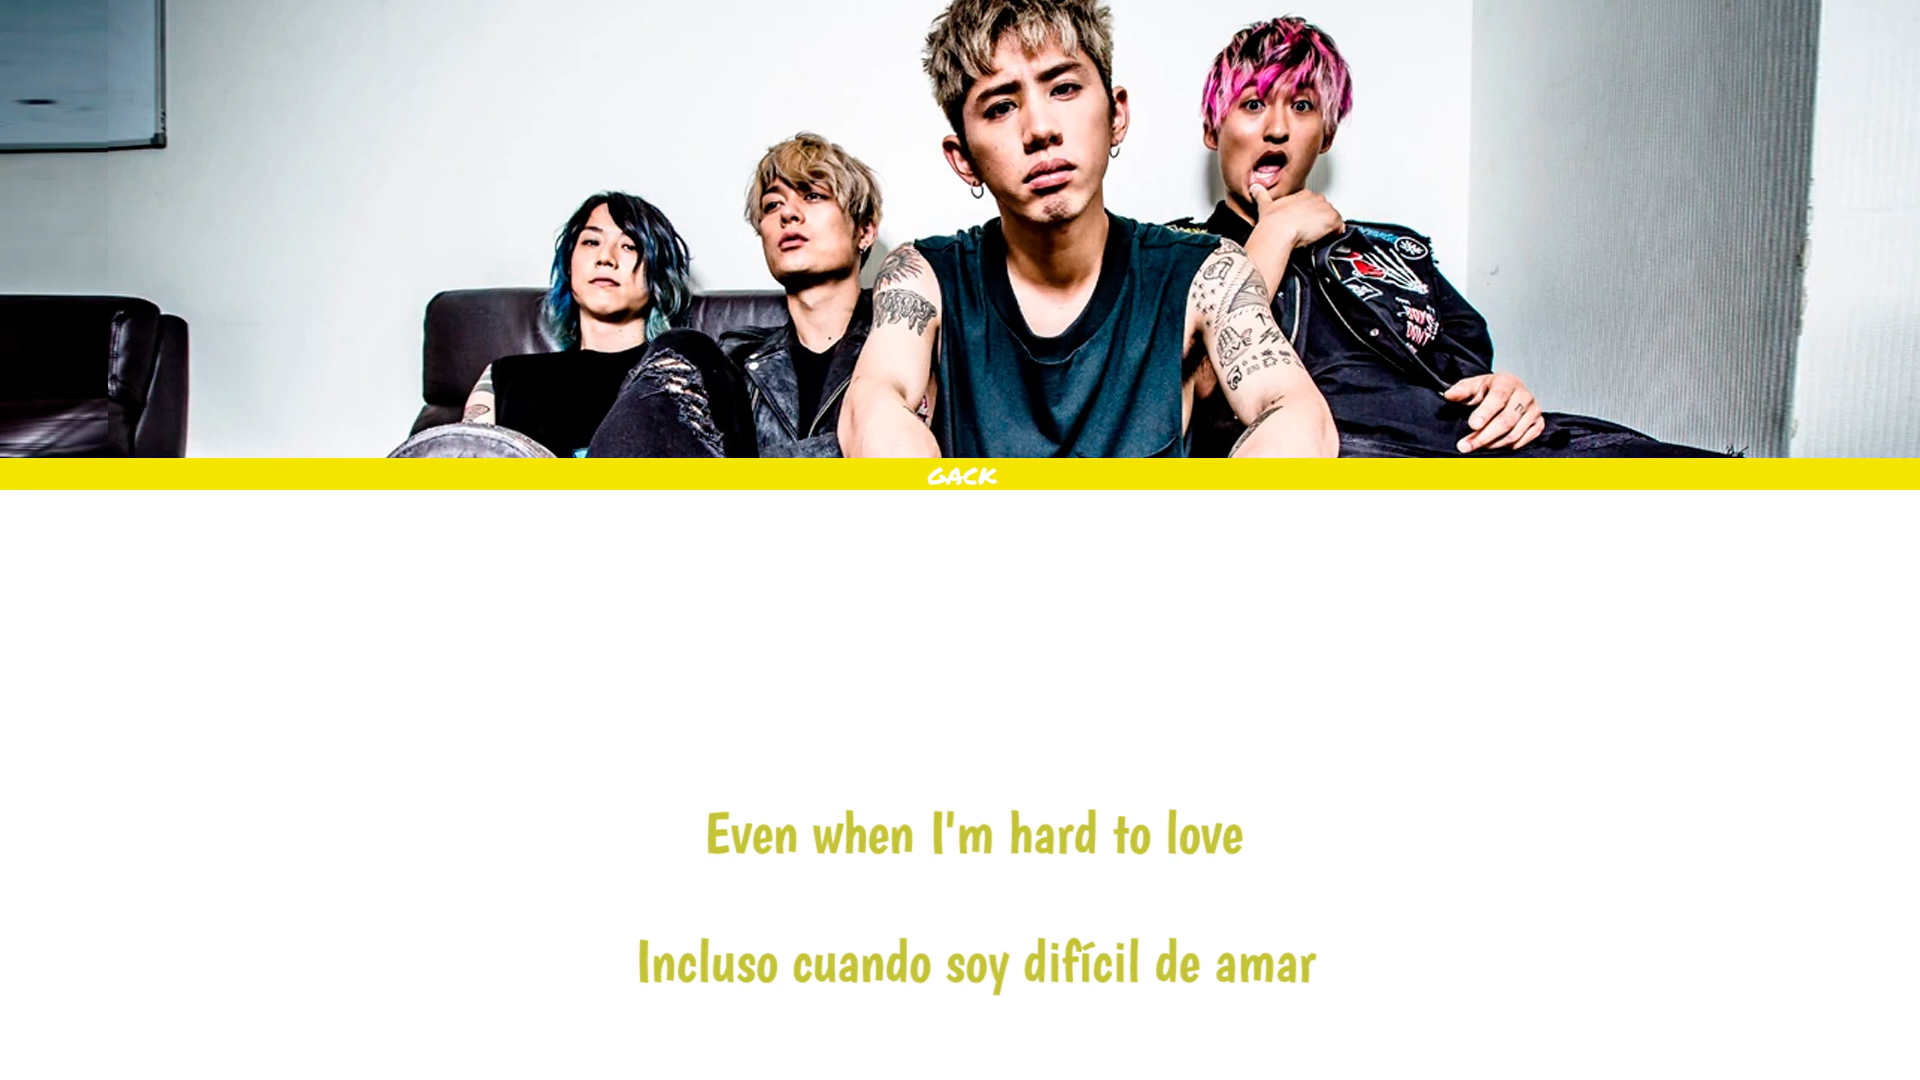 GACK
Even when I'm hard to love
Incluso cuando soy difícil de amar